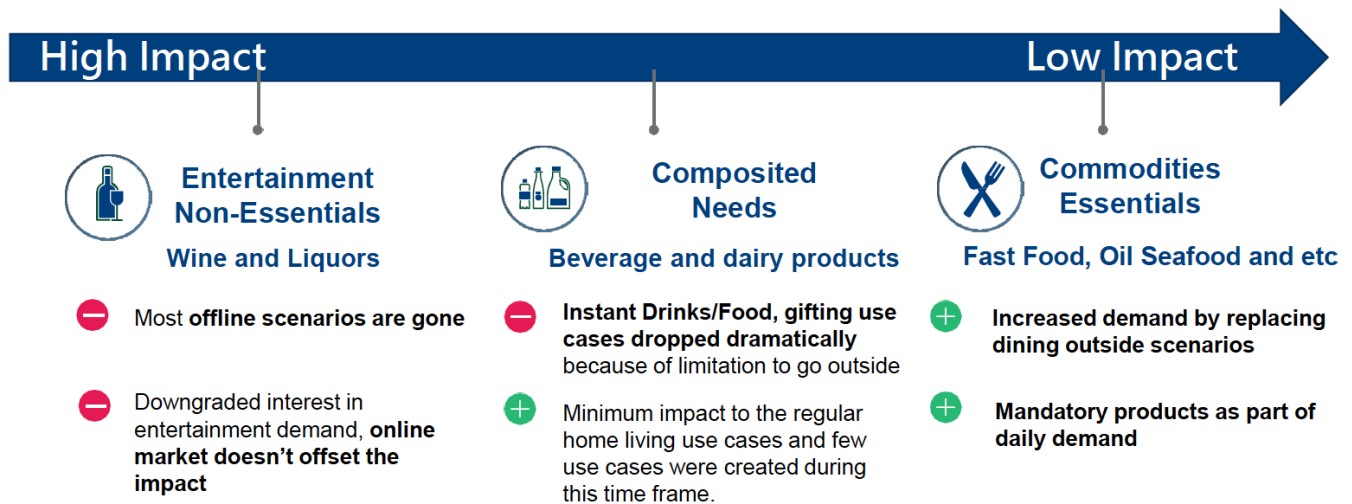 High Impact
Low Impact
Entertainment
Non-Essentials
Wine and Liquors
Most offline scenarios are gone
Downgraded interest in
entertainment demand, online
market doesn't offset the
impact
Composited
Needs
Beverage and dairy products
Instant Drinks/Food, gifting use
cases dropped dramatically
because of limitation to go outside
Minimum impact to the regular
home living use cases and few
use cases were created during
this time frame.
Commodities
Essentials
Fast Food, Oil Seafood and etc
Increased demand by replacing
dining outside scenarios
Mandatory products as part of
daily demand